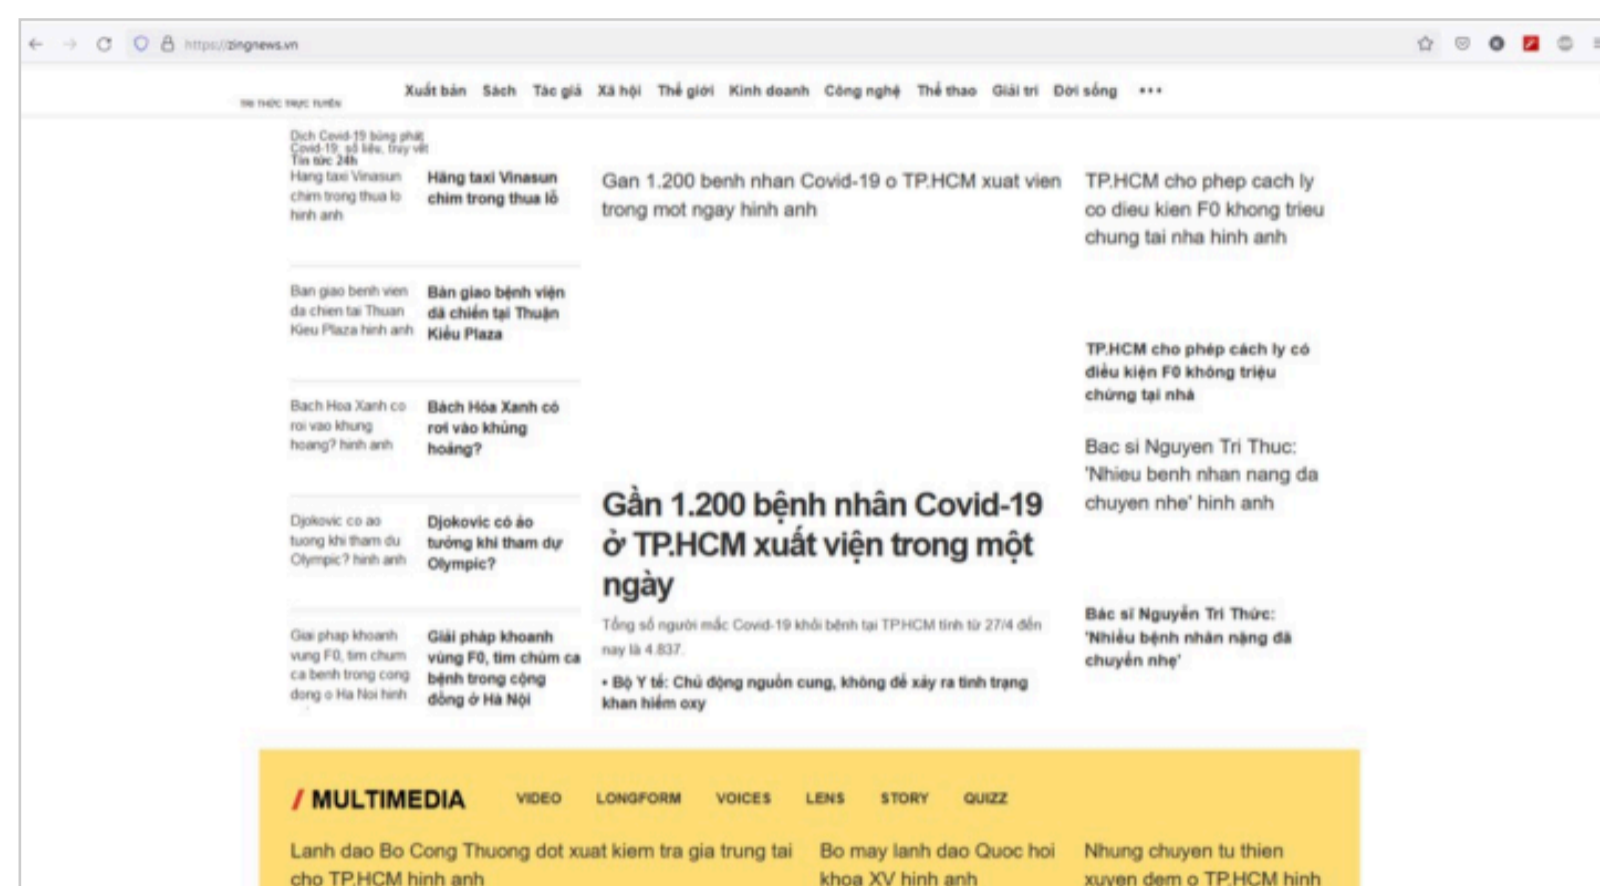 https://zingnews.vn
Xuất bản Sách Tác giả Xã hội Thế giới Kinh doanh Công nghệ Thể thao Giải trí Đời sống •••
TRI THỨC TRỰC TUYẾN
Dịch Covid-19 bùng phát
Covid-19: số liệu, truy vết
Tin tức 24h
Hang taxi Vinasun
chim trong thua lo
hinh anh
Hãng taxi Vinasun
chìm trong thua lỗ
Ban giao benh vien
da chien tai Thuan
Kieu Plaza hinh anh
Bàn giao bệnh viện
dã chiến tại Thuận
Kiều Plaza
Bach Hoa Xanh co
roi vao khung
hoang? hinh anh
Bách Hóa Xanh có
rơi vào khủng
hoảng?
Djokovic co ao
tuong khi tham du
Olympic? hinh anh
Djokovic có ảo
tưởng khi tham dự
Olympic?
Giai phap khoanh
vung F0, tim chum
ca benh trong cong
dong o Ha Noi hinh
Giải pháp khoanh
vùng F0, tìm chùm ca
bệnh trong cộng
đồng ở Hà Nội
Gan 1.200 benh nhan Covid-19 o TP.HCM xuat vien
trong mot ngay hinh anh
Gần 1.200 bệnh nhân Covid-19
ở TP.HCM xuất viện trong một
ngày
Tổng số người mắc Covid-19 khỏi bệnh tại TP.HCM tính từ 27/4 đến
nay là 4.837.
• Bộ Y tế: Chủ động nguồn cung, không để xảy ra tình trạng
khan hiếm oxy
TP.HCM cho phep cach ly
co dieu kien F0 khong trieu
chung tai nha hinh anh
TP.HCM cho phép cách ly có
điều kiện F0 không triệu
chứng tại nhà
Bac si Nguyen Tri Thuc:
'Nhieu benh nhan nang da
chuyen nhe' hinh anh
Bác sĩ Nguyễn Tri Thức:
'Nhiều bệnh nhân nặng đã
chuyển nhẹ'
/ MULTIMEDIA VIDEO LONGFORM VOICES LENS STORY QUIZZ
Lanh dao Bo Cong Thuong dot xuat kiem tra gia trung tai
cho TP.HCM hinh anh
Bo may lanh dao Quoc hoi
khoa XV hinh anh
Nhung chuyen tu thien
xuyen dem o TP.HCM hinh